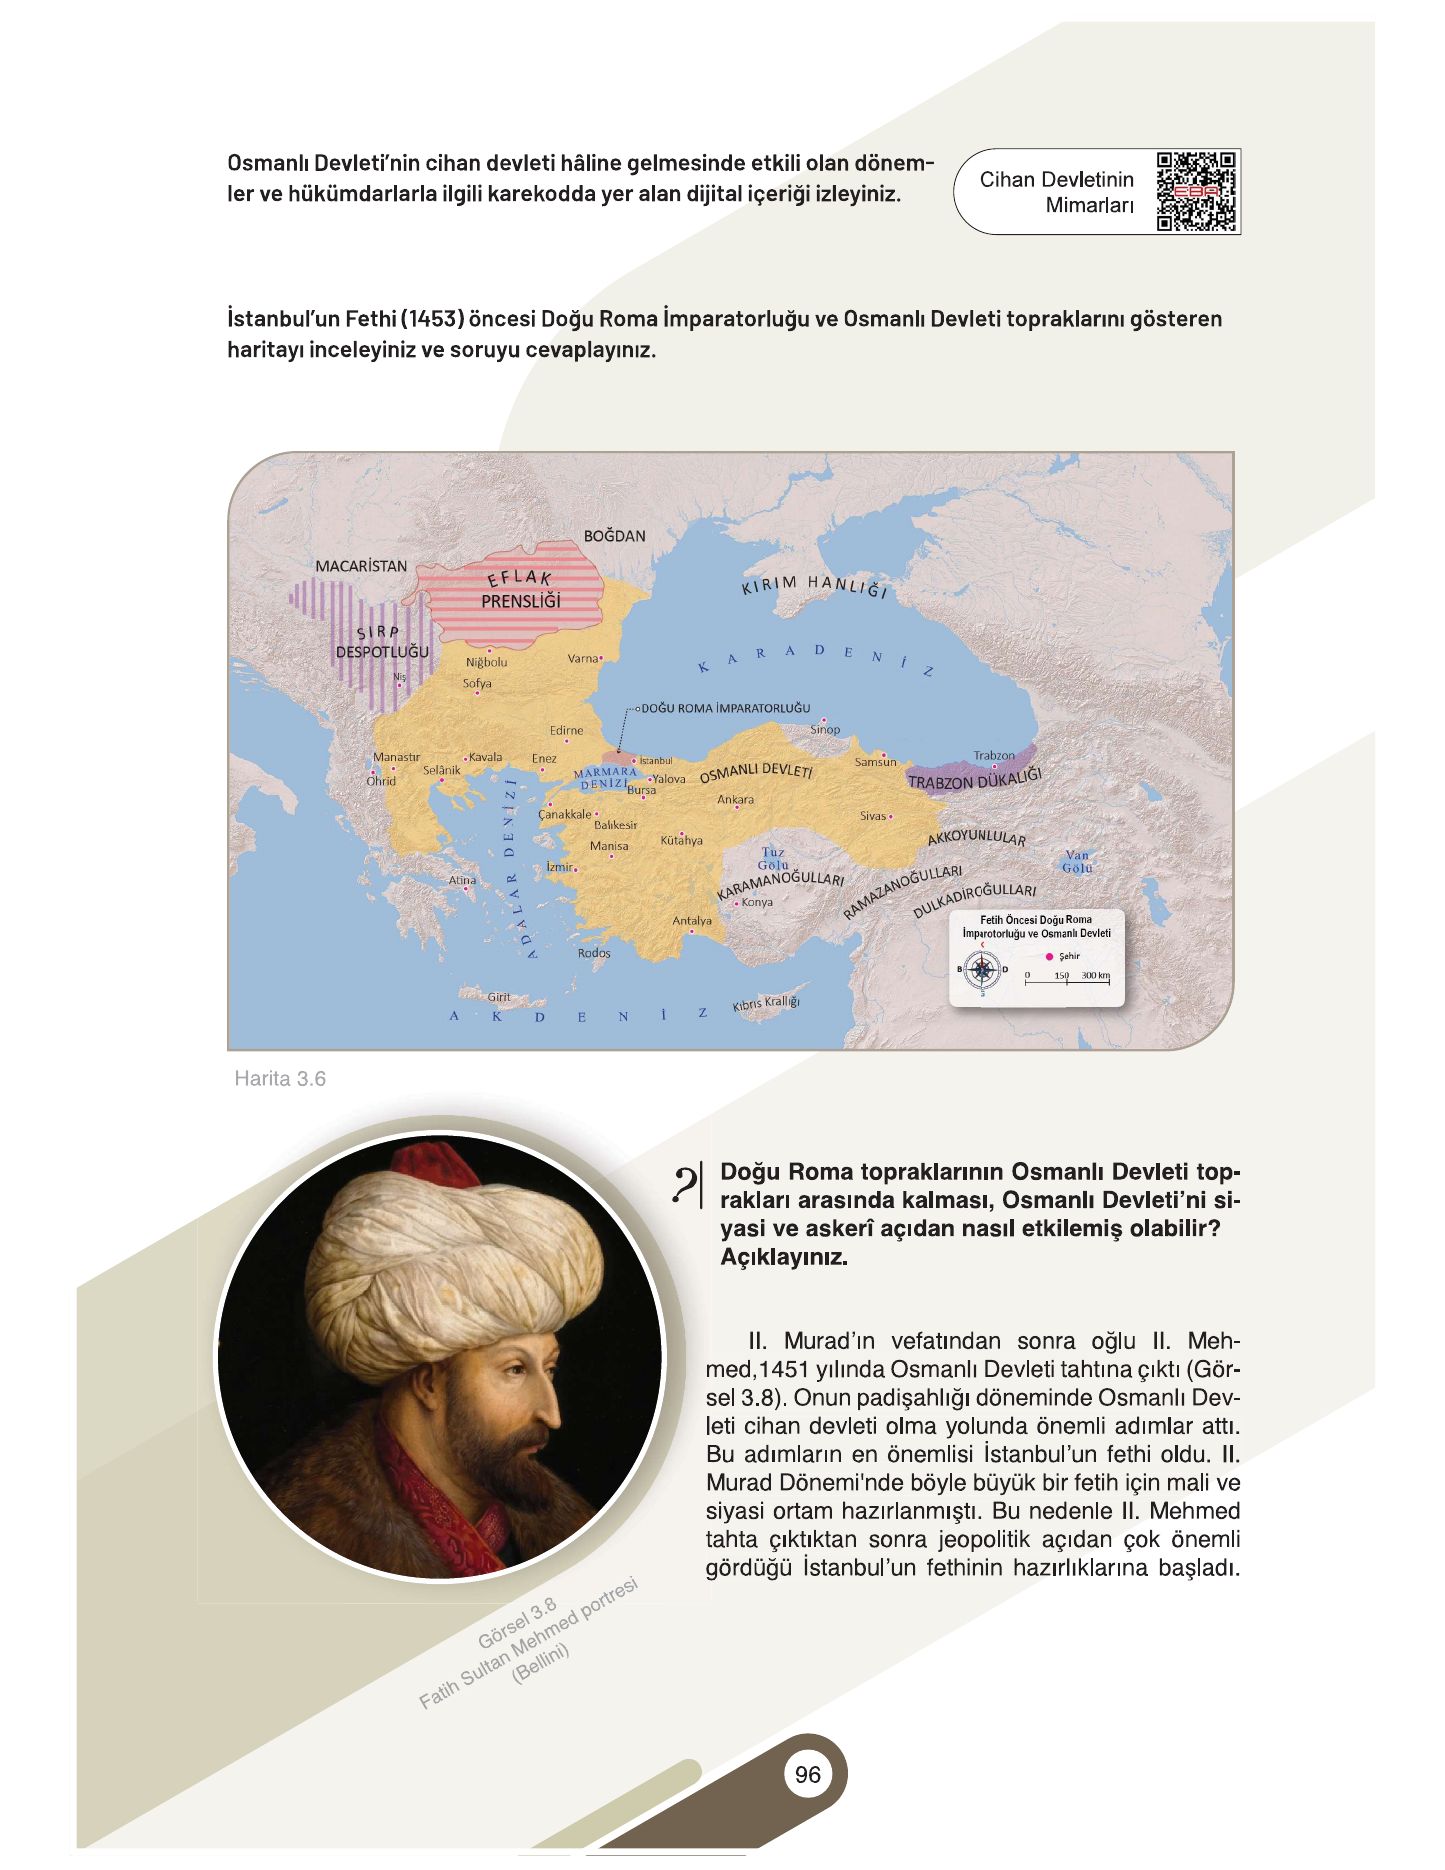 Osmanlı Devleti'nin cihan devleti hâline gelmesinde etkili olan dönem-
ler ve hükümdarlarla ilgili karekodda yer alan dijital içeriği izleyiniz.
Cihan Devletinin
Mimarları
EBA
İstanbul'un Fethi (1453) öncesi Doğu Roma İmparatorluğu ve Osmanlı Devleti topraklarını gösteren
haritayı inceleyiniz ve soruyu cevaplayınız.
BOĞDAN
MACARİSTAN
EFLAK
PRENSLİĞİ
KIRIM HANLIĞI
SIRP
DESPOTLUĞU
Niş
Niğbolu
Varna
Sofya
KARADENİZ
DOĞU ROMA İMPARATORLUĞU
Sinop
Edirne
Manastır
Kavala
Enez
İstanbul
Samsun
Trabzon
Ohrid
Selânik
MARMARA
DENİZİ
Yalova
Bursa
OSMANLI DEVLETİ
TRABZON DÜKALIĞI
Çanakkale
Balıkesir
Ankara
Sivas
ADALAR DENİZİ
Manisa
Kütahya
AKKOYUNLULAR
Tuz
Gölü
Van
Gölü
İzmir
Atina
KARAMANOĞULLARI
RAMAZANOĞULLARI
DULKADİROĞULLARI
Konya
Antalya
Rodos
Girit
Kıbrıs Krallığı
AKDENİZ
Fetih Öncesi Doğu Roma
İmparotorluğu ve Osmanlı Devleti
K
B
D
G
Şehir
0 150 300 km
Harita 3.6
?
Doğu Roma topraklarının Osmanlı Devleti top-
rakları arasında kalması, Osmanlı Devleti'ni si-
yasi ve askerî açıdan nasıl etkilemiş olabilir?
Açıklayınız.
II. Murad'ın vefatından sonra oğlu II. Meh-
med,1451 yılında Osmanlı Devleti tahtına çıktı (Gör-
sel 3.8). Onun padişahlığı döneminde Osmanlı Dev-
leti cihan devleti olma yolunda önemli adımlar attı.
Bu adımların en önemlisi İstanbul'un fethi oldu. II.
Murad Dönemi'nde böyle büyük bir fetih için mali ve
siyasi ortam hazırlanmıştı. Bu nedenle II. Mehmed
tahta çıktıktan sonra jeopolitik açıdan çok önemli
gördüğü İstanbul'un fethinin hazırlıklarına başladı.
Görsel 3.8
Fatih Sultan Mehmed portresi
(Bellini)
96